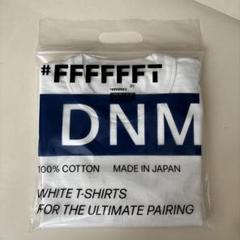 #FFFFFFT
DNM
100% COTTON MADE IN JAPAN
WHITE T-SHIRTS
FOR THE ULTIMATE PAIRING